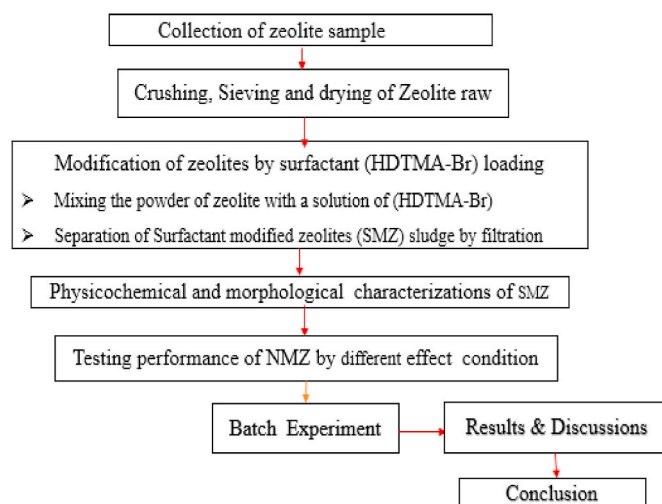 Collection of zeolite sample
Crushing, Sieving and drying of Zeolite raw
Modification of zeolites by surfactant (HDTMA-Br) loading
➢ Mixing the powder of zeolite with a solution of (HDTMA-Br)
➢ Separation of Surfactant modified zeolites (SMZ) sludge by filtration
Physicochemical and morphological characterizations of SMZ
Testing performance of NMZ by different effect condition
Batch Experiment
Results & Discussions
Conclusion